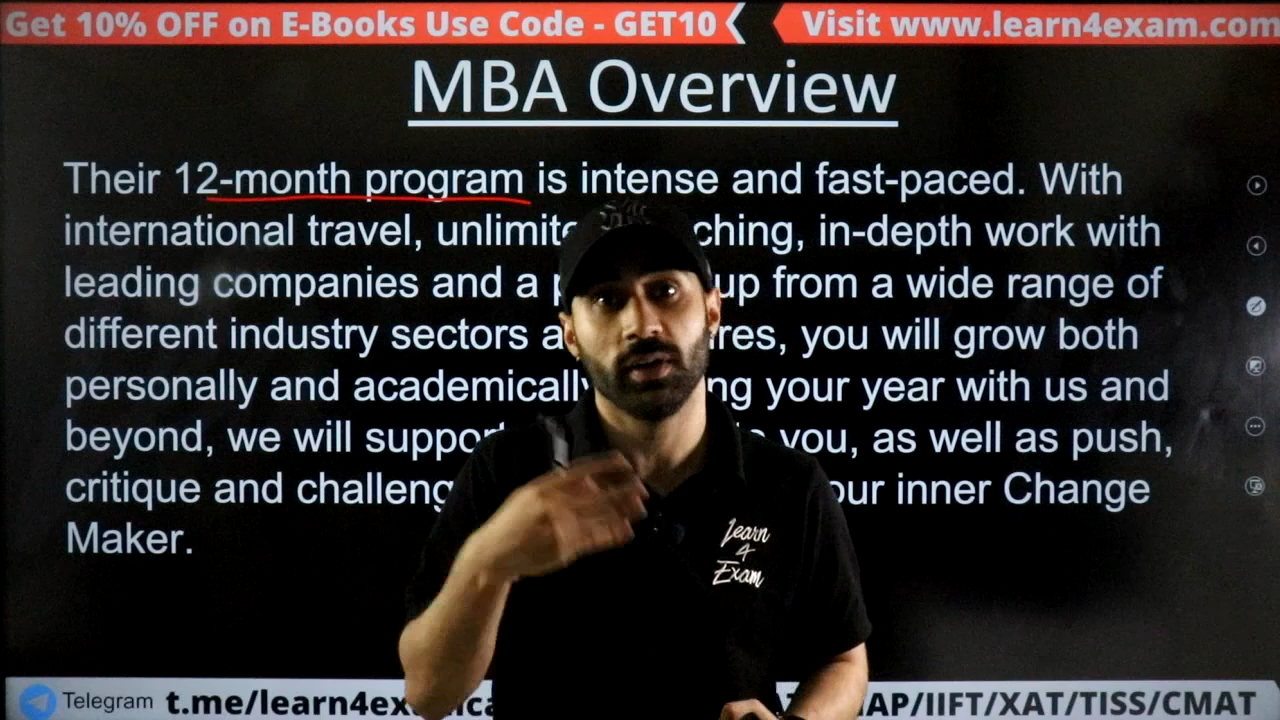 Get 10% OFF on E-Books Use Code - GET10
Visit www.learn4exam.com
MBA Overview
Their 12-month program is intense and fast-paced. With
international travel, unlimite ching, in-depth work with
leading companies and a p up from a wide range of
different industry sectors a res, you will grow both
personally and academically ng your year with us and
beyond, we will suppor you, as well as push,
critique and challeng our inner Change
Maker.
Learn
4
Exam
Telegram t.me/learn4ex AP/IIFT/XAT/TISS/CMAT